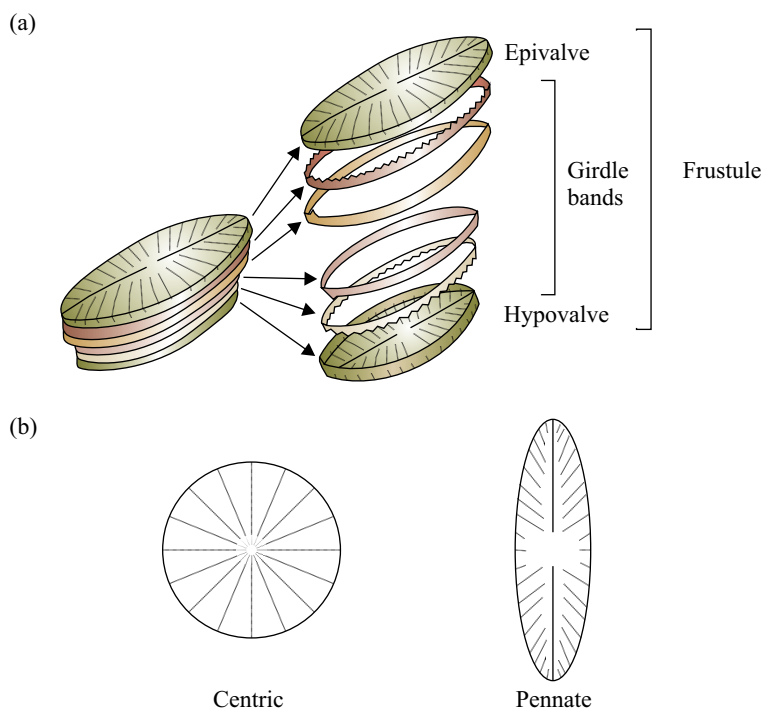 (a)
Epivalve
Girdle
bands
Frustule
Hypovalve
(b)
Centric
Pennate